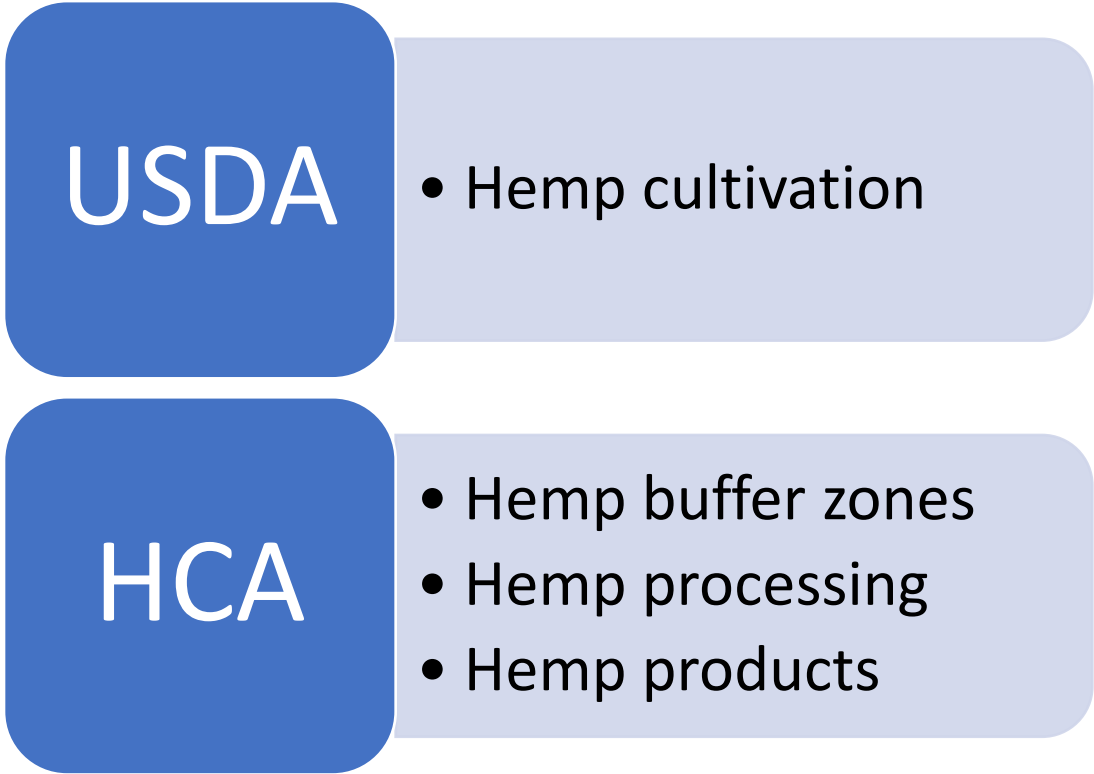 USDA
• Hemp cultivation
HCA
• Hemp buffer zones
• Hemp processing
• Hemp products